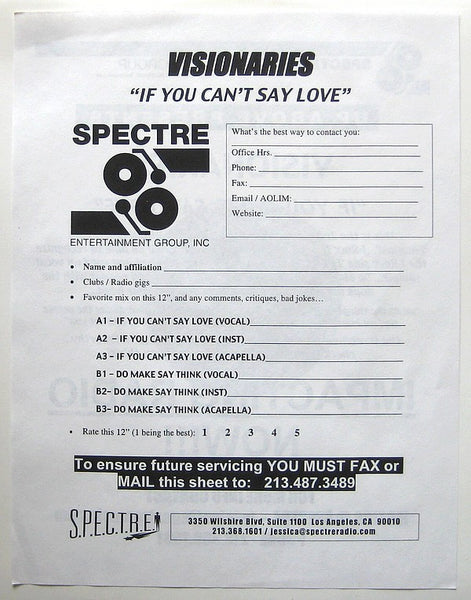 VISIONARIES
"IF YOU CAN'T SAY LOVE"
SPECTRE
ENTERTAINMENT GROUP, INC
What's the best way to contact you:
Office Hrs.
Phone:
Fax:
Email / AOLIM:
Website:
• Name and affiliation
• Clubs / Radio gigs
• Favorite mix on this 12", and any comments, critiques, bad jokes…
A1 – IF YOU CAN'T SAY LOVE (VOCAL)
A2 – IF YOU CAN'T SAY LOVE (INST)
A3 – IF YOU CAN'T SAY LOVE (ACAPELLA)
B1 – DO MAKE SAY THINK (VOCAL)
B2– DO MAKE SAY THINK (INST)
B3– DO MAKE SAY THINK (ACAPELLA)
• Rate this 12" (1 being the best): 1 2 3 4 5
To ensure future servicing YOU MUST FAX or
MAIL this sheet to: 213.487.3489
S.P.E.C.T.R.E.
3350 Wilshire Blvd, Suite 1100 Los Angeles, CA 90010
213.368.1601 / jessica@spectreradio.com